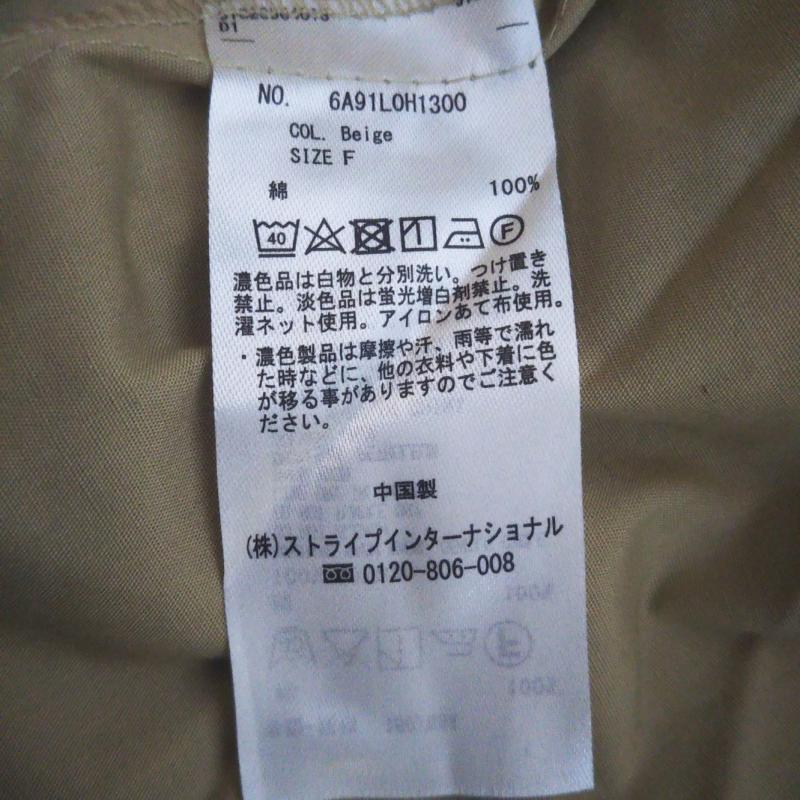 01
NO. 6A91L0H1300
COL. Beige
SIZE F
綿 100%
40 F
濃色品は白物と分別洗い。つけ置き
禁止。淡色品は蛍光増白剤禁止。洗
濯ネット使用。アイロンあて布使用。
・濃色製品は摩擦や汗、雨等で濡れ
た時などに、他の衣料や下着に色
が移る事がありますのでご注意く
ださい。
中国製
(株)ストライプインターナショナル
0120-806-008